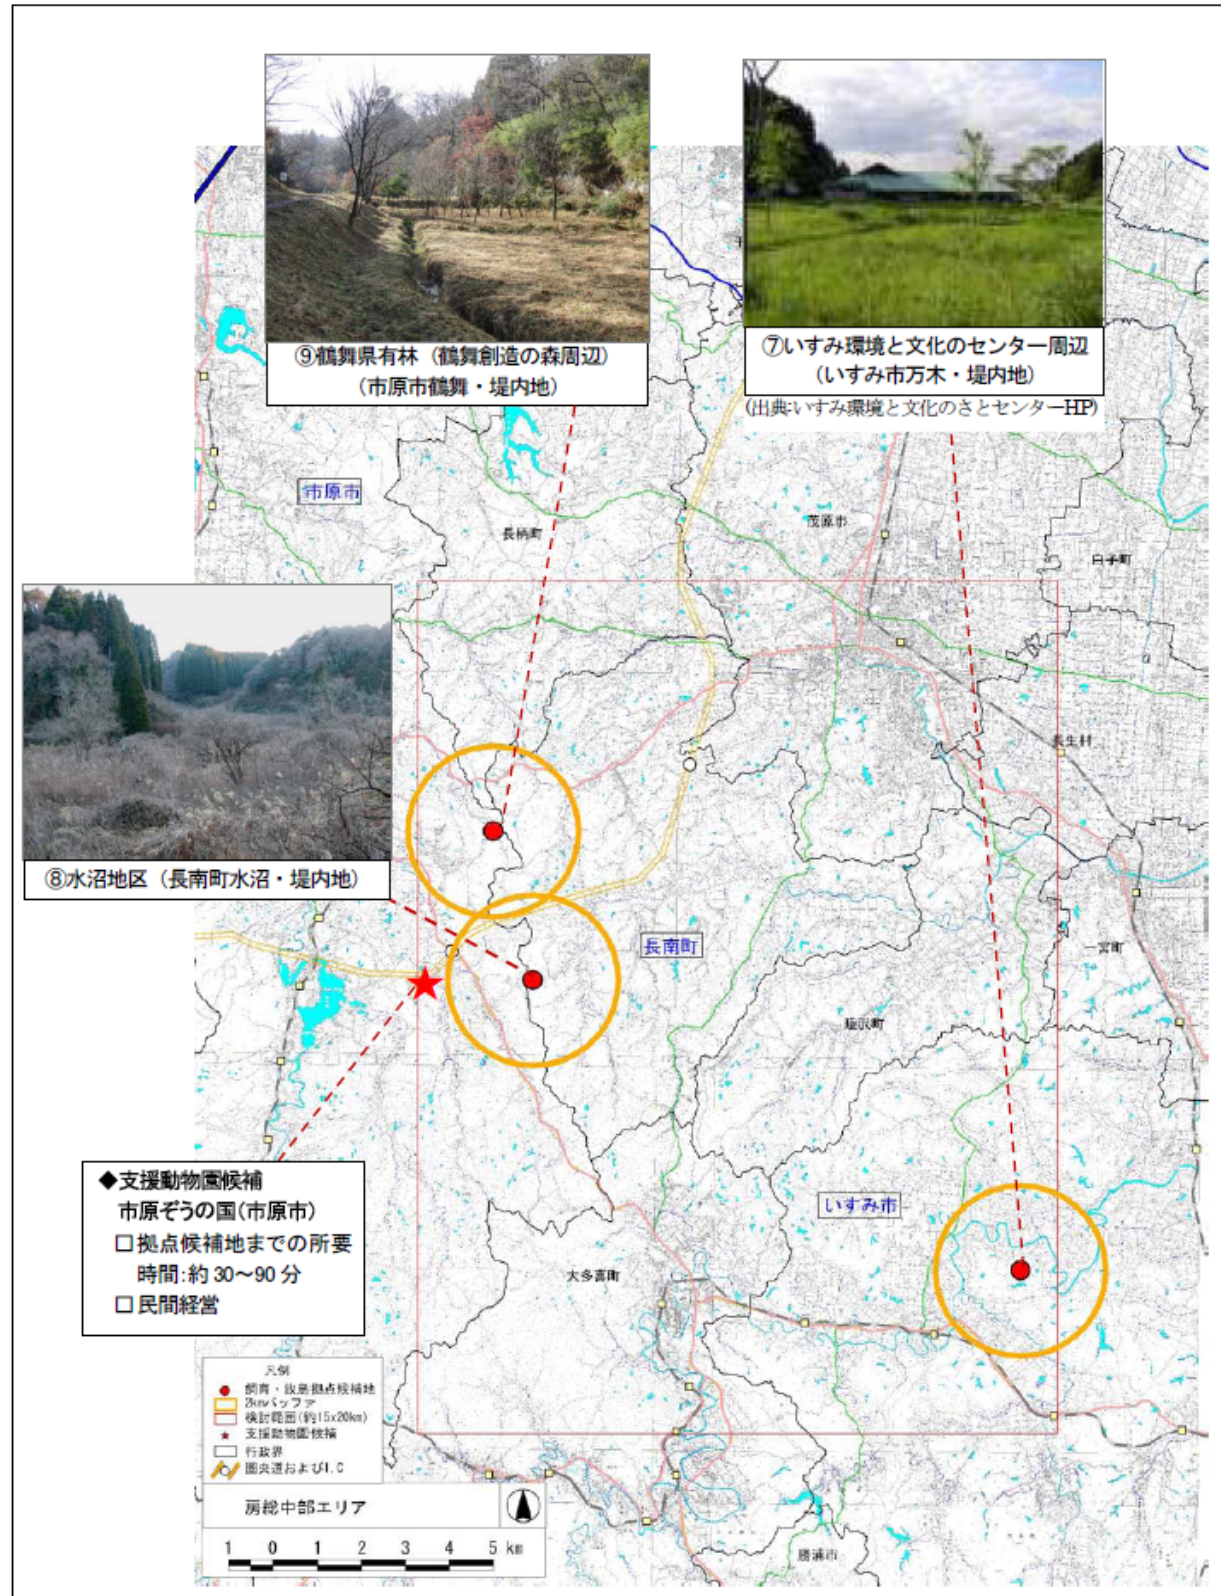 ⑨鶴舞県有林（鶴舞創造の森周辺）
（市原市鶴舞・堤内地）
⑦いすみ環境と文化のセンター周辺
（いすみ市万木・堤内地）
(出典:いすみ環境と文化のさとセンターHP)
市原市
長柄町
茂原市
白子町
長生村
⑧水沼地区（長南町水沼・堤内地）
長南町
一宮町
睦沢町
◆支援動物園候補
市原ぞうの国(市原市)
□拠点候補地までの所要
時間:約30～90分
□民間経営
いすみ市
大多喜町
凡例
飼育・放鳥拠点候補地
2kmバッファ
検討範囲(約15x20km)
支援動物園候補
行政界
圏央道およびI.C
房総中部エリア
1 0 1 2 3 4 5 km
勝浦市